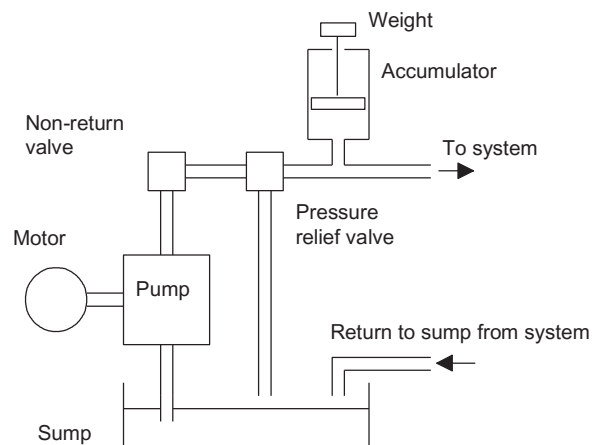 Weight
Accumulator
Non-return
valve
To system
Pressure
relief valve
Motor
Pump
Return to sump from system
Sump